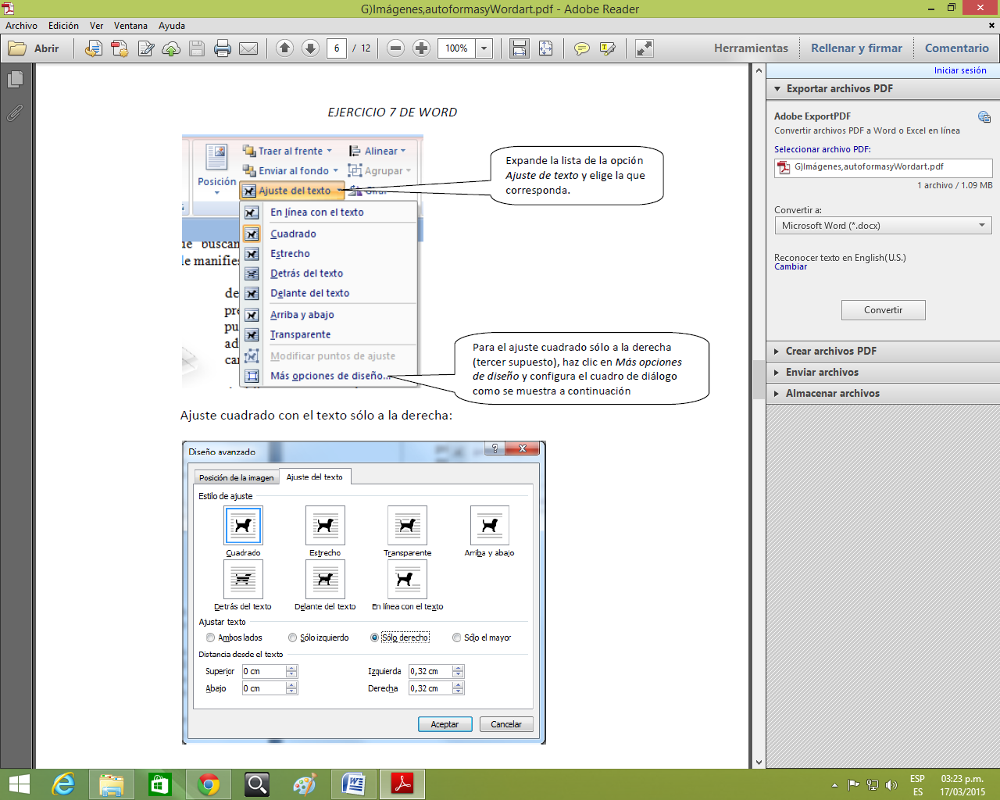 G)Imágenes,autoformasyWordart.pdf - Adobe Reader
Archivo Edición Ver Ventana Ayuda
Abrir 6 / 12 100% Herramientas Rellenar y firmar Comentario
Iniciar sesión
Exportar archivos PDF
Adobe ExportPDF
Convertir archivos PDF a Word o Excel en línea
Seleccionar archivo PDF:
G)Imágenes,autoformasyWordart.pdf
1 archivo / 1.09 MB
Convertir a:
Microsoft Word (*.docx)
Reconocer texto en English(U.S.)
Cambiar
Convertir
Crear archivos PDF
Enviar archivos
Almacenar archivos
EJERCICIO 7 DE WORD
Posición
Traer al frente
Enviar al fondo
Ajuste del texto
Alinear
Agrupar
Girar
En línea con el texto
Cuadrado
Estrecho
Detrás del texto
Delante del texto
Arriba y abajo
Transparente
Modificar puntos de ajuste
Más opciones de diseño...
buscan
le manifies
de
pre
pu
ad
can
Expande la lista de la opción
Ajuste de texto y elige la que
corresponda.
Para el ajuste cuadrado sólo a la derecha
(tercer supuesto), haz clic en Más opciones
de diseño y configura el cuadro de diálogo
como se muestra a continuación
Ajuste cuadrado con el texto sólo a la derecha:
Diseño avanzado
Posición de la imagen Ajuste del texto
Estilo de ajuste
Cuadrado Estrecho Transparente Arriba y abajo
Detrás del texto Delante del texto En línea con el texto
Ajustar texto
Ambos lados Sólo izquierdo Sólo derecho Sólo el mayor
Distancia desde el texto
Superior 0 cm Izquierda 0,32 cm
Abajo 0 cm Derecha 0,32 cm
Aceptar Cancelar
ESP 03:23 p.m.
ES 17/03/2015